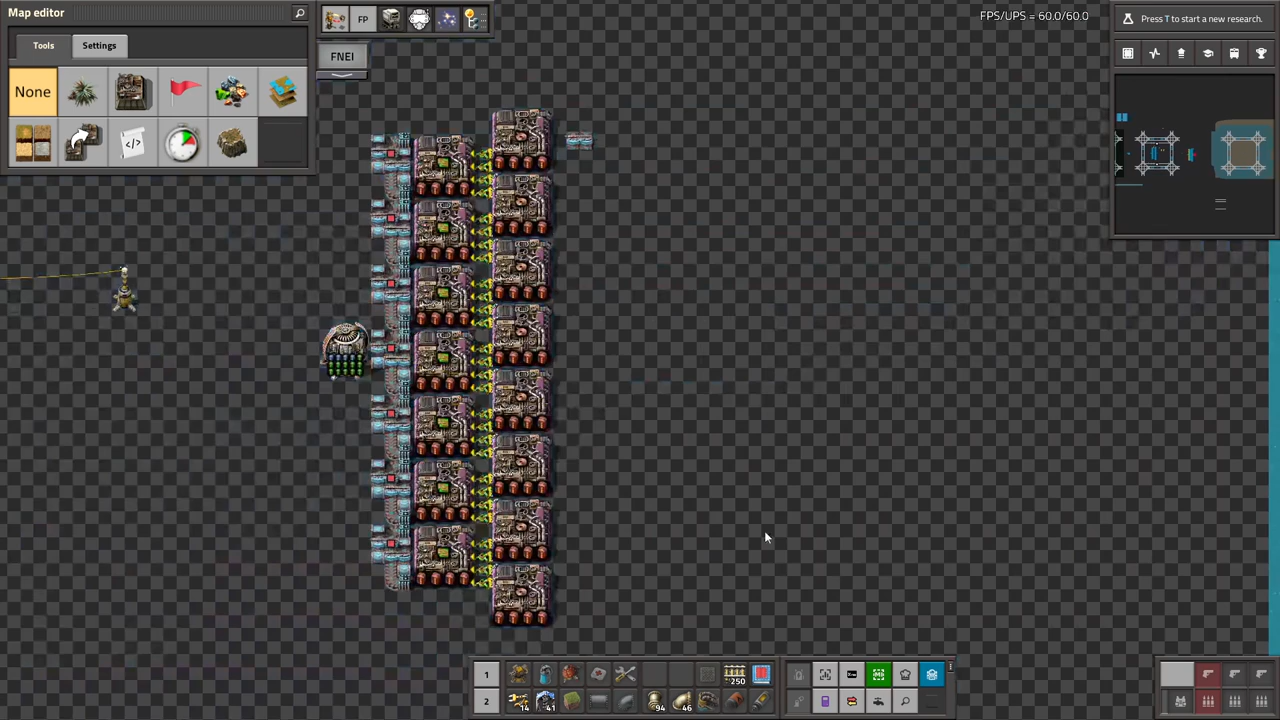 Map editor
Tools
Settings
None
</>
FP
FNEI
FPS/UPS = 60.0/60.0
Press T to start a new research.
1
250
2
14
41
94
46